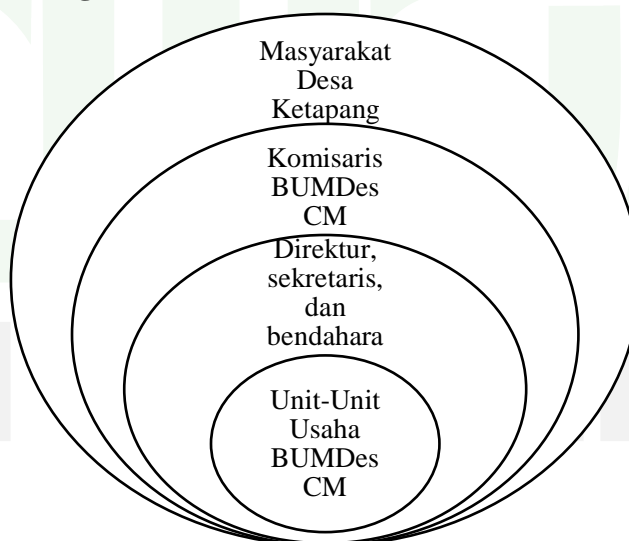 Masyarakat
Desa
Ketapang
Komisaris
BUMDes
CM
Direktur,
sekretaris,
dan
bendahara
Unit-Unit
Usaha
BUMDes
CM